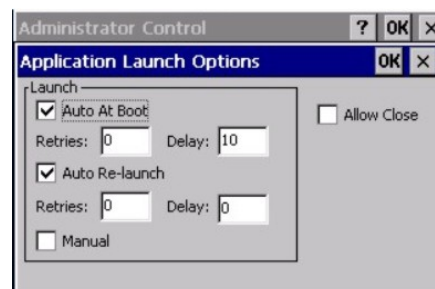 Administrator Control ? OK ×
Application Launch Options OK ×
Launch
Auto At Boot
Allow Close
Retries: 0 Delay: 10
Auto Re-launch
Retries: 0 Delay: 0
Manual